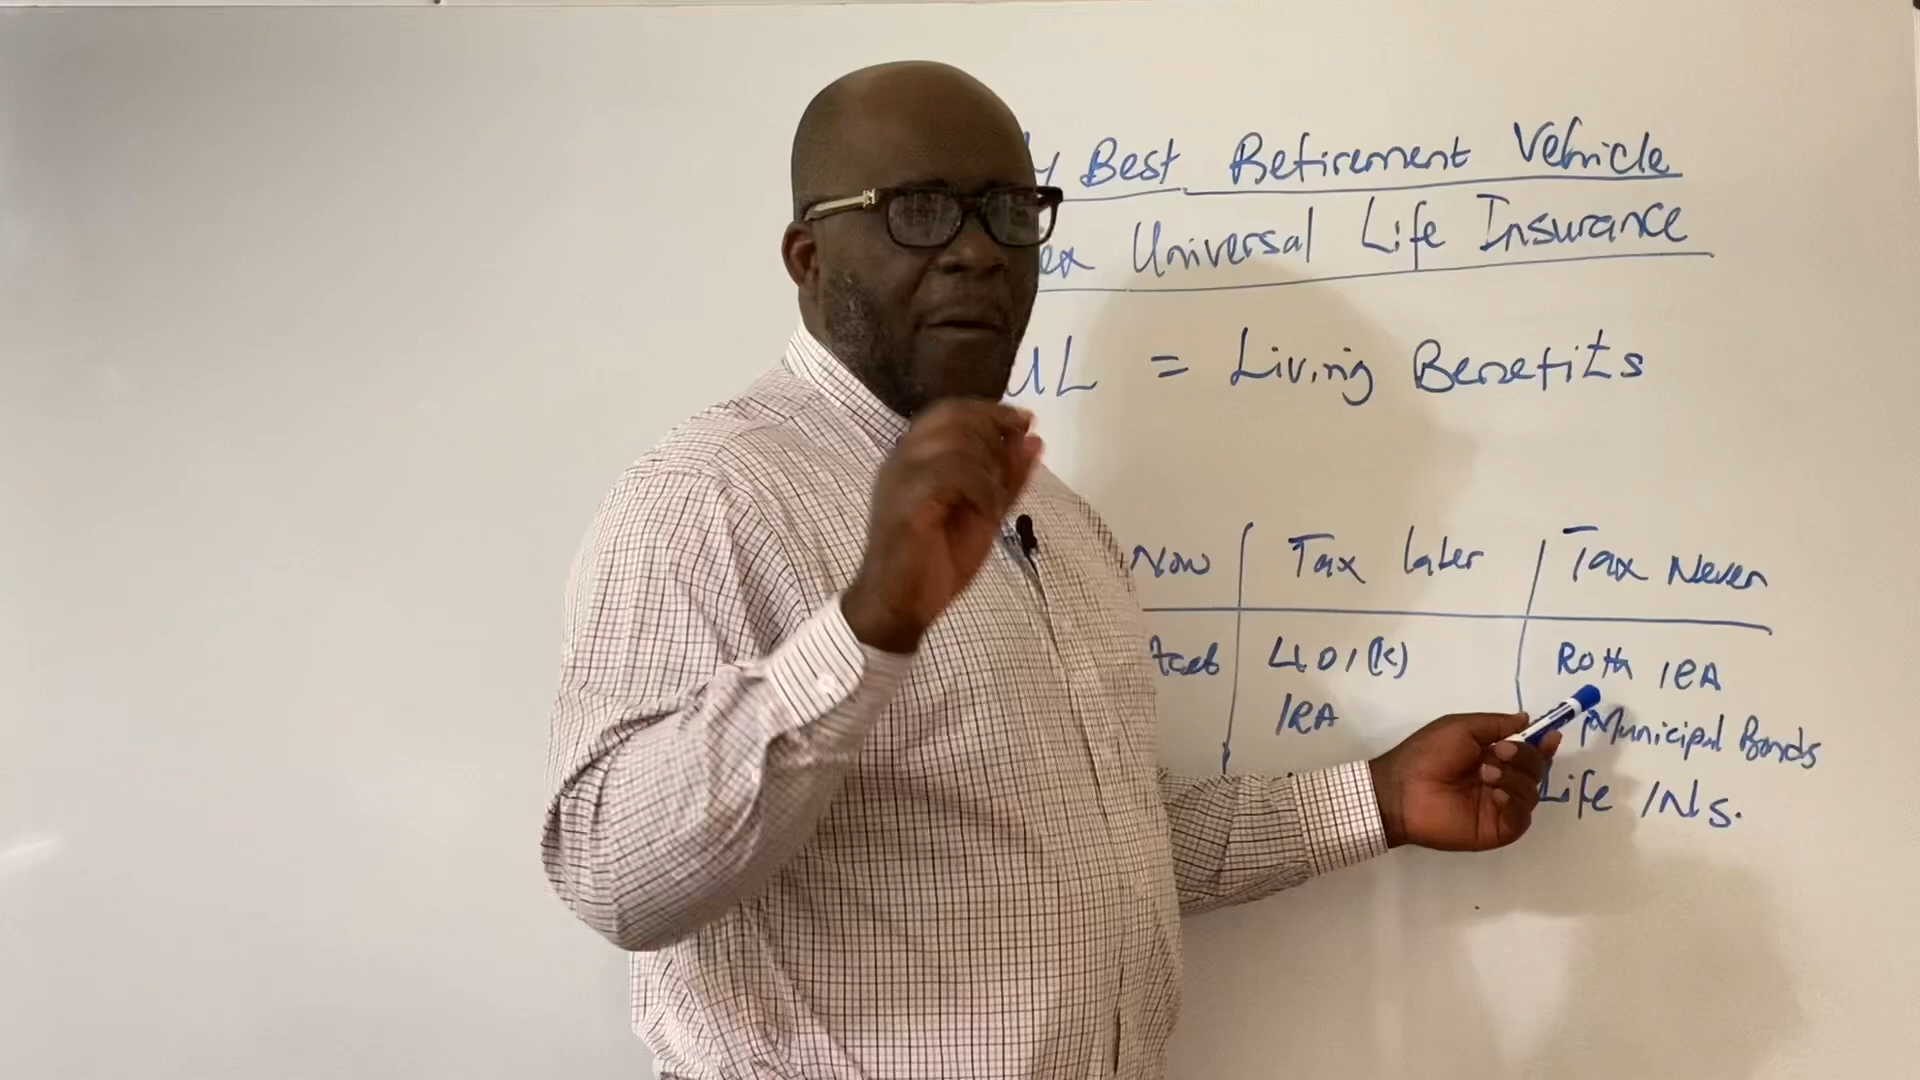 Best Retirement Vehicle
Universal Life Insurance
UL = Living Benefits
Now Tax later Tax Never
401(k) Roth IRA
IRA Municipal Bonds
Life INs.